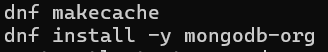 dnf makecache
dnf install -y mongodb-org